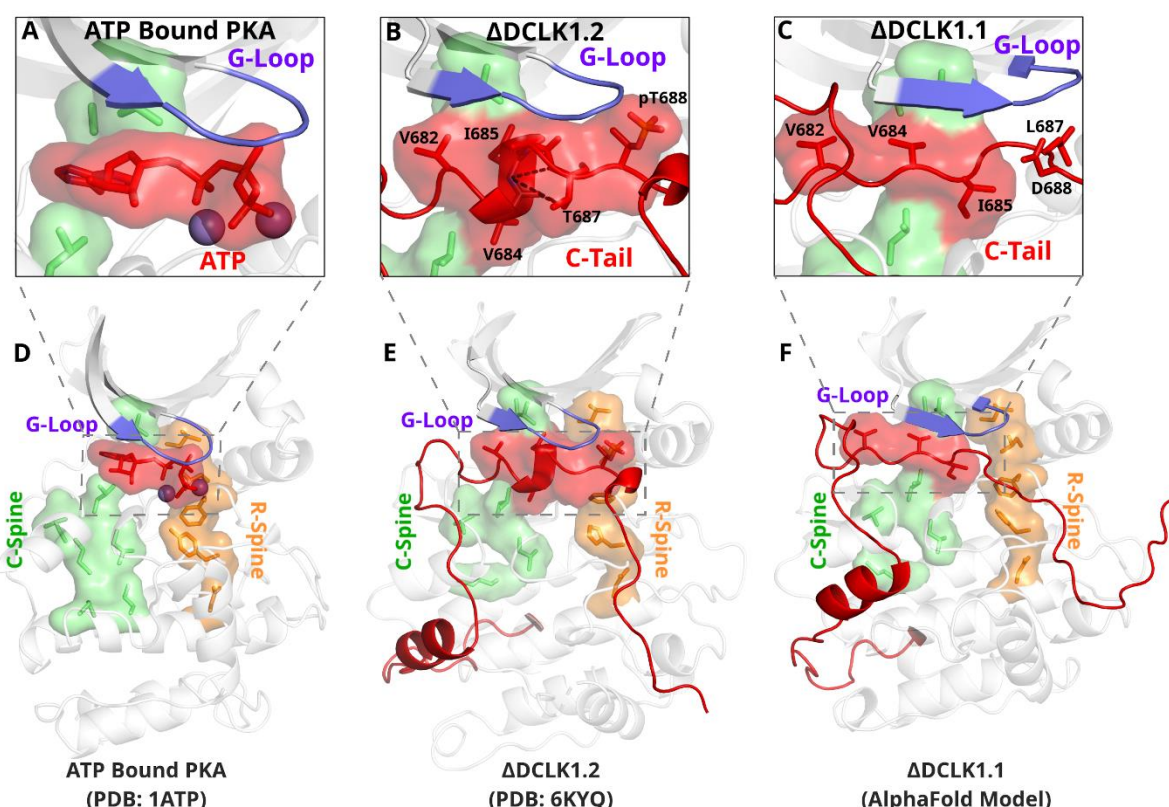 A
ATP Bound PKA
G-Loop
ATP
B
ΔDCLK1.2
G-Loop
pT688
V682
I685
T687
V684
C-Tail
C
ΔDCLK1.1
G-Loop
V682
V684
L687
D688
I685
C-Tail
D
G-Loop
C-Spine
R-Spine
ATP Bound PKA
(PDB: 1ATP)
E
G-Loop
C-Spine
R-Spine
ΔDCLK1.2
(PDB: 6KYQ)
F
G-Loop
C-Spine
R-Spine
ΔDCLK1.1
(AlphaFold Model)